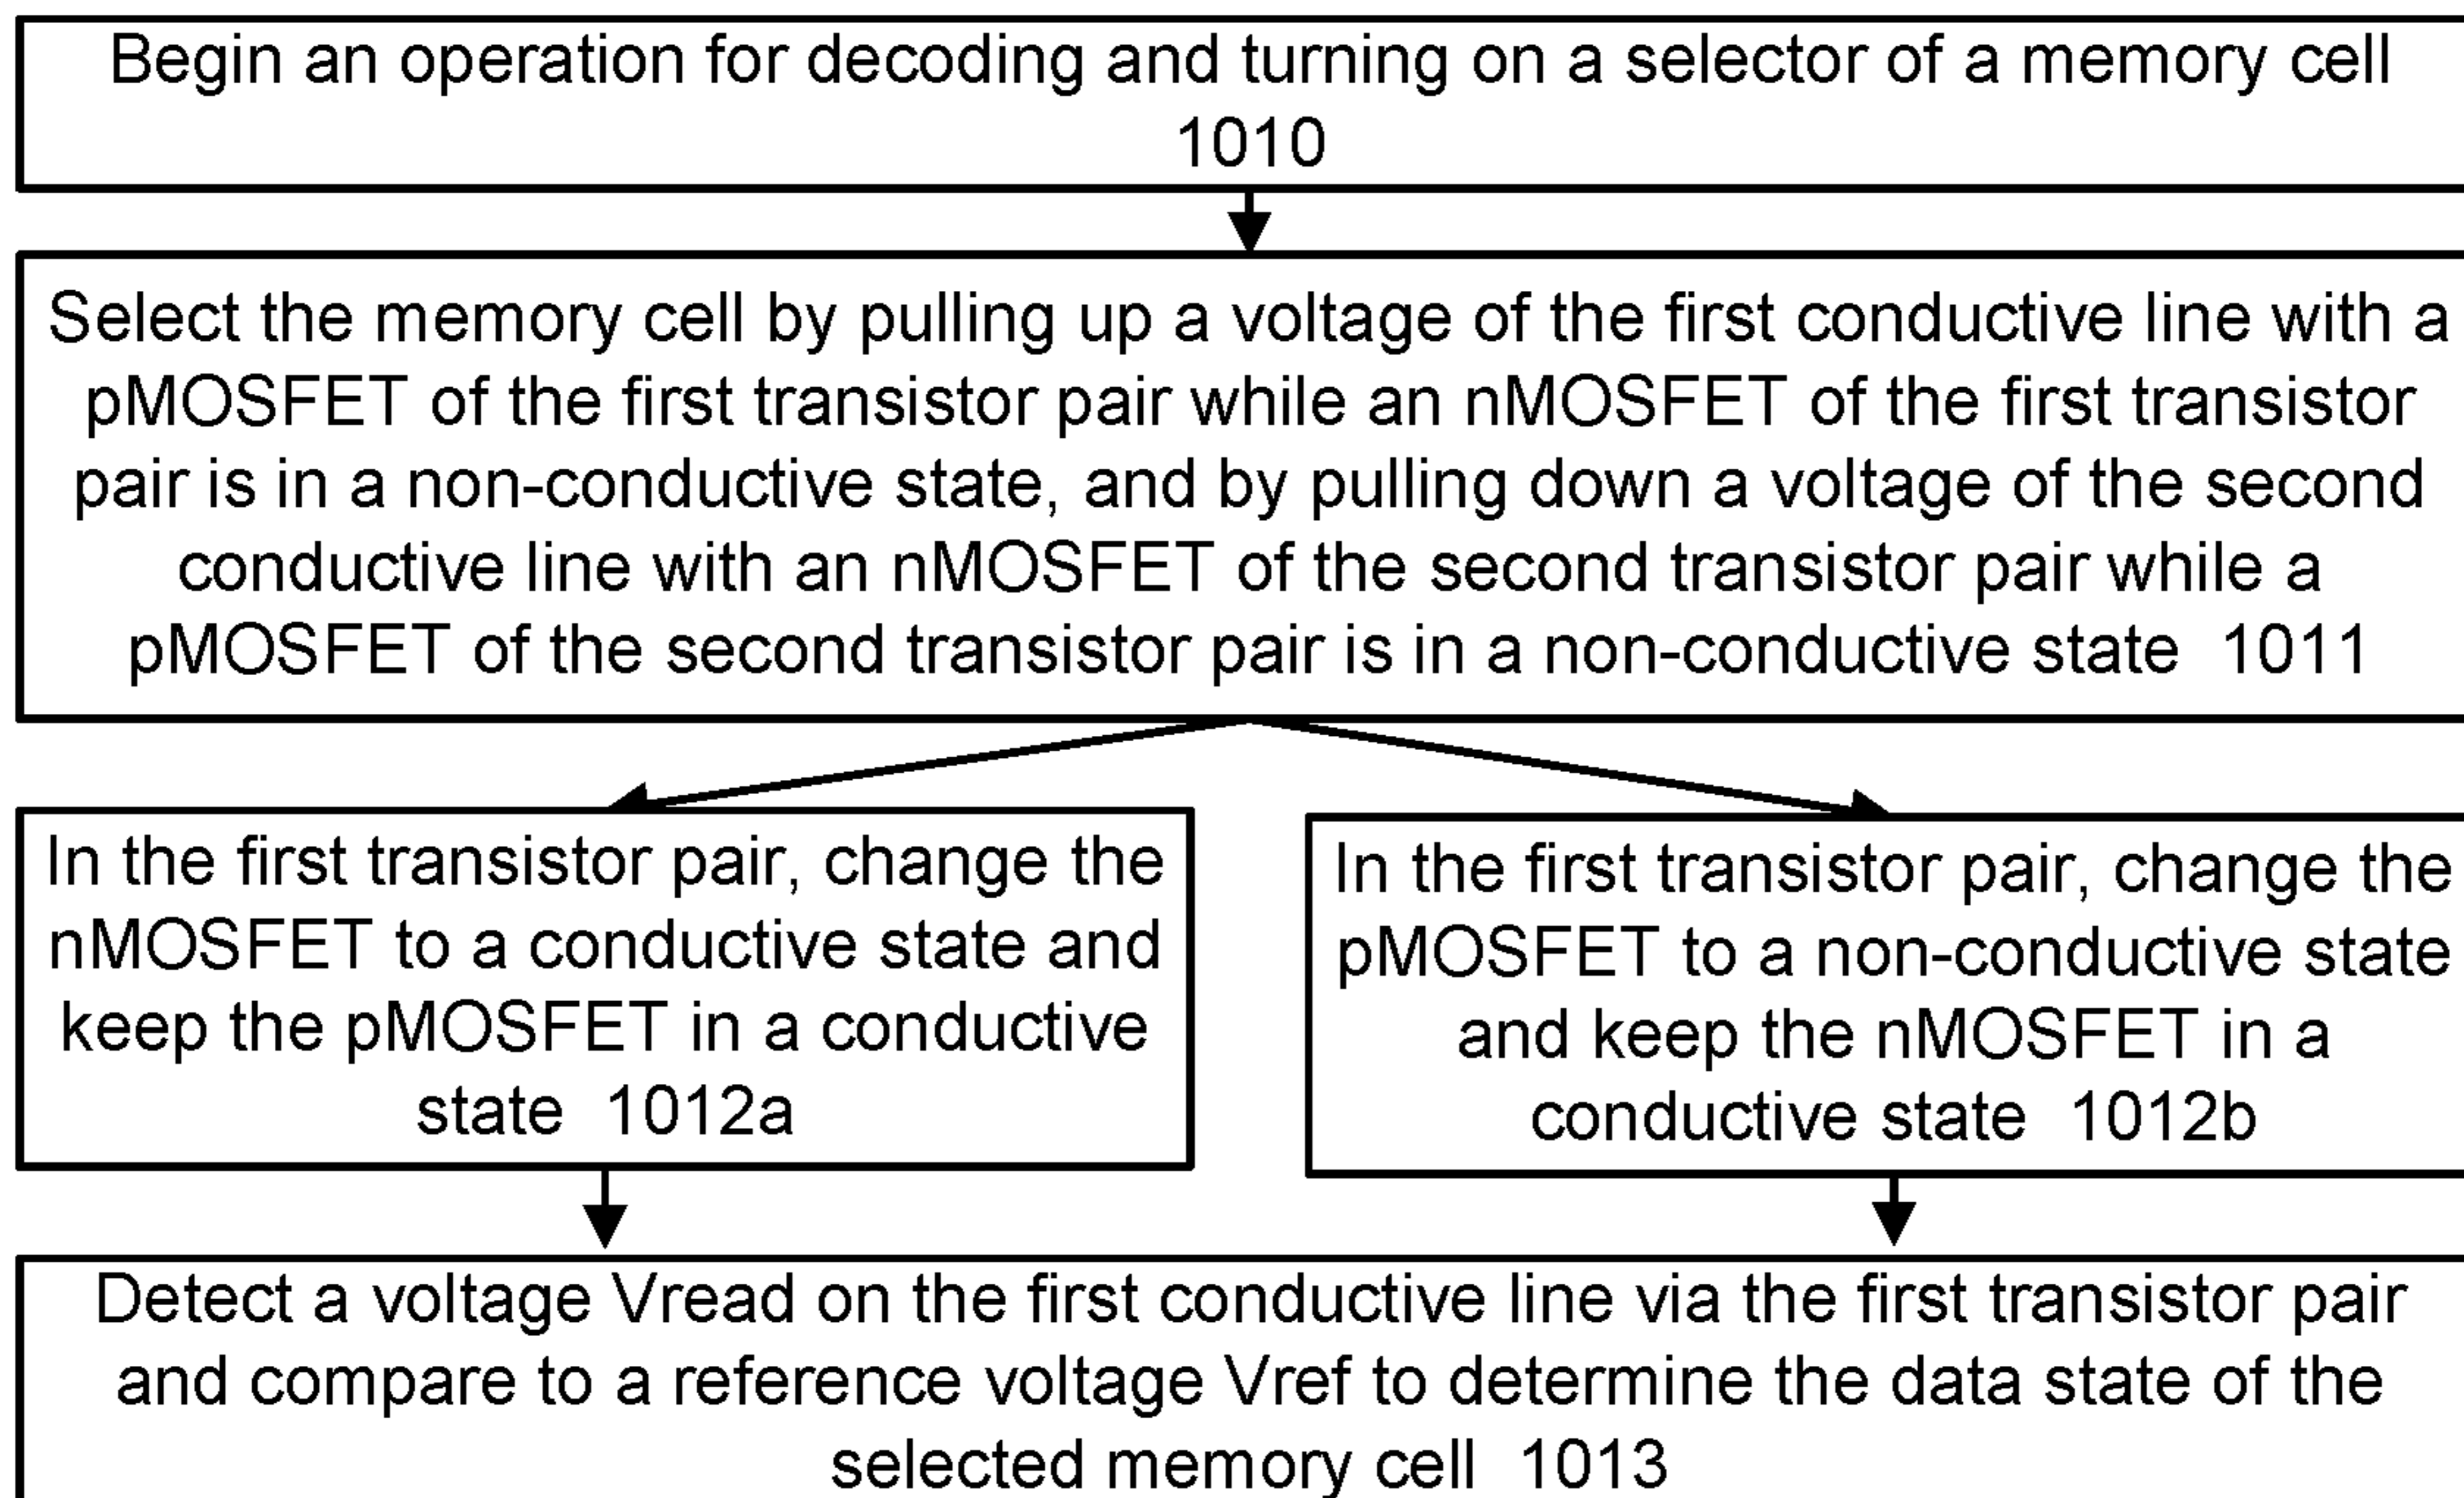 Begin an operation for decoding and turning on a selector of a memory cell
1010
Select the memory cell by pulling up a voltage of the first conductive line with a
pMOSFET of the first transistor pair while an nMOSFET of the first transistor
pair is in a non-conductive state, and by pulling down a voltage of the second
conductive line with an nMOSFET of the second transistor pair while a
pMOSFET of the second transistor pair is in a non-conductive state 1011
In the first transistor pair, change the
nMOSFET to a conductive state and
keep the pMOSFET in a conductive
state 1012a
In the first transistor pair, change the
pMOSFET to a non-conductive state
and keep the nMOSFET in a
conductive state 1012b
Detect a voltage Vread on the first conductive line via the first transistor pair
and compare to a reference voltage Vref to determine the data state of the
selected memory cell 1013